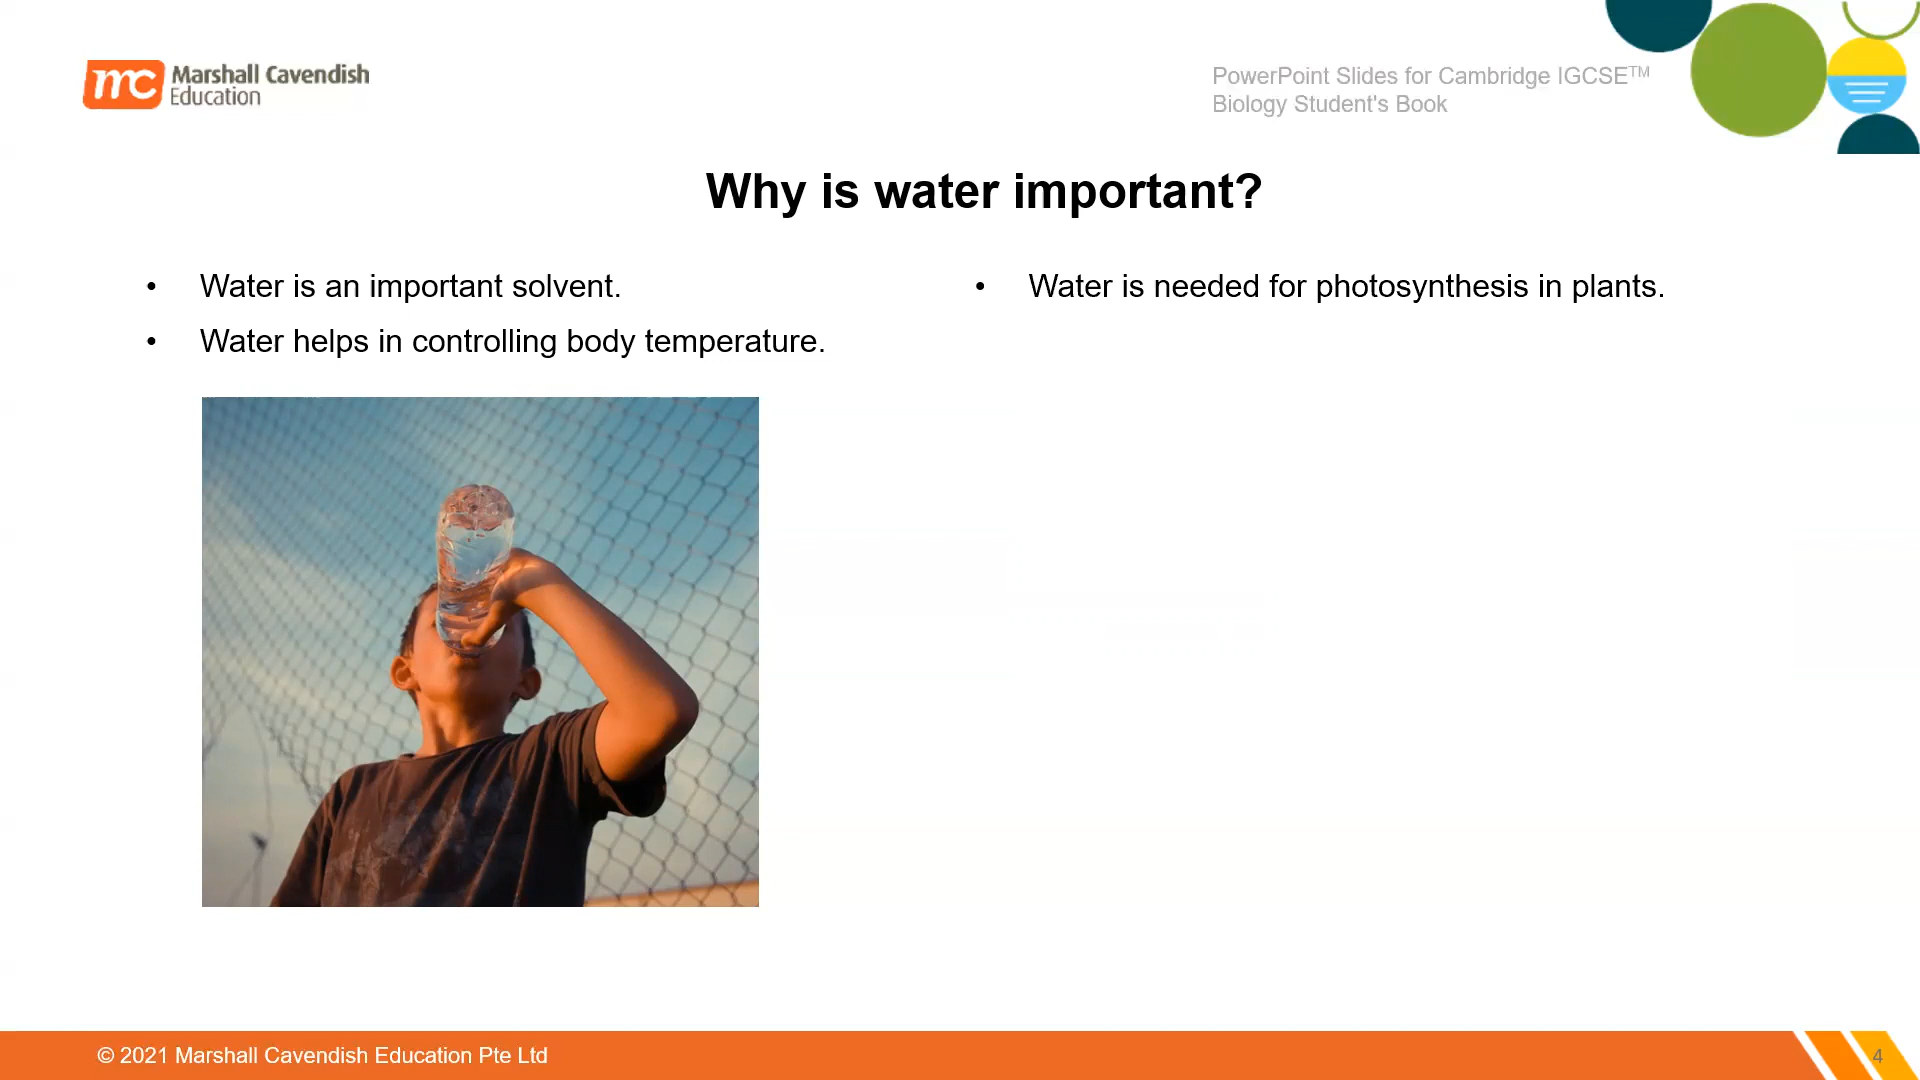 mc Marshall Cavendish
Education
PowerPoint Slides for Cambridge IGCSE™
Biology Student's Book
Why is water important?
• Water is an important solvent.
• Water helps in controlling body temperature.
• Water is needed for photosynthesis in plants.
© 2021 Marshall Cavendish Education Pte Ltd
4